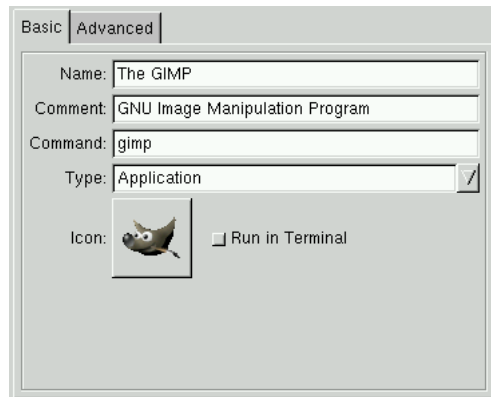 Basic Advanced
Name: The GIMP
Comment: GNU Image Manipulation Program
Command: gimp
Type: Application
Icon: Run in Terminal